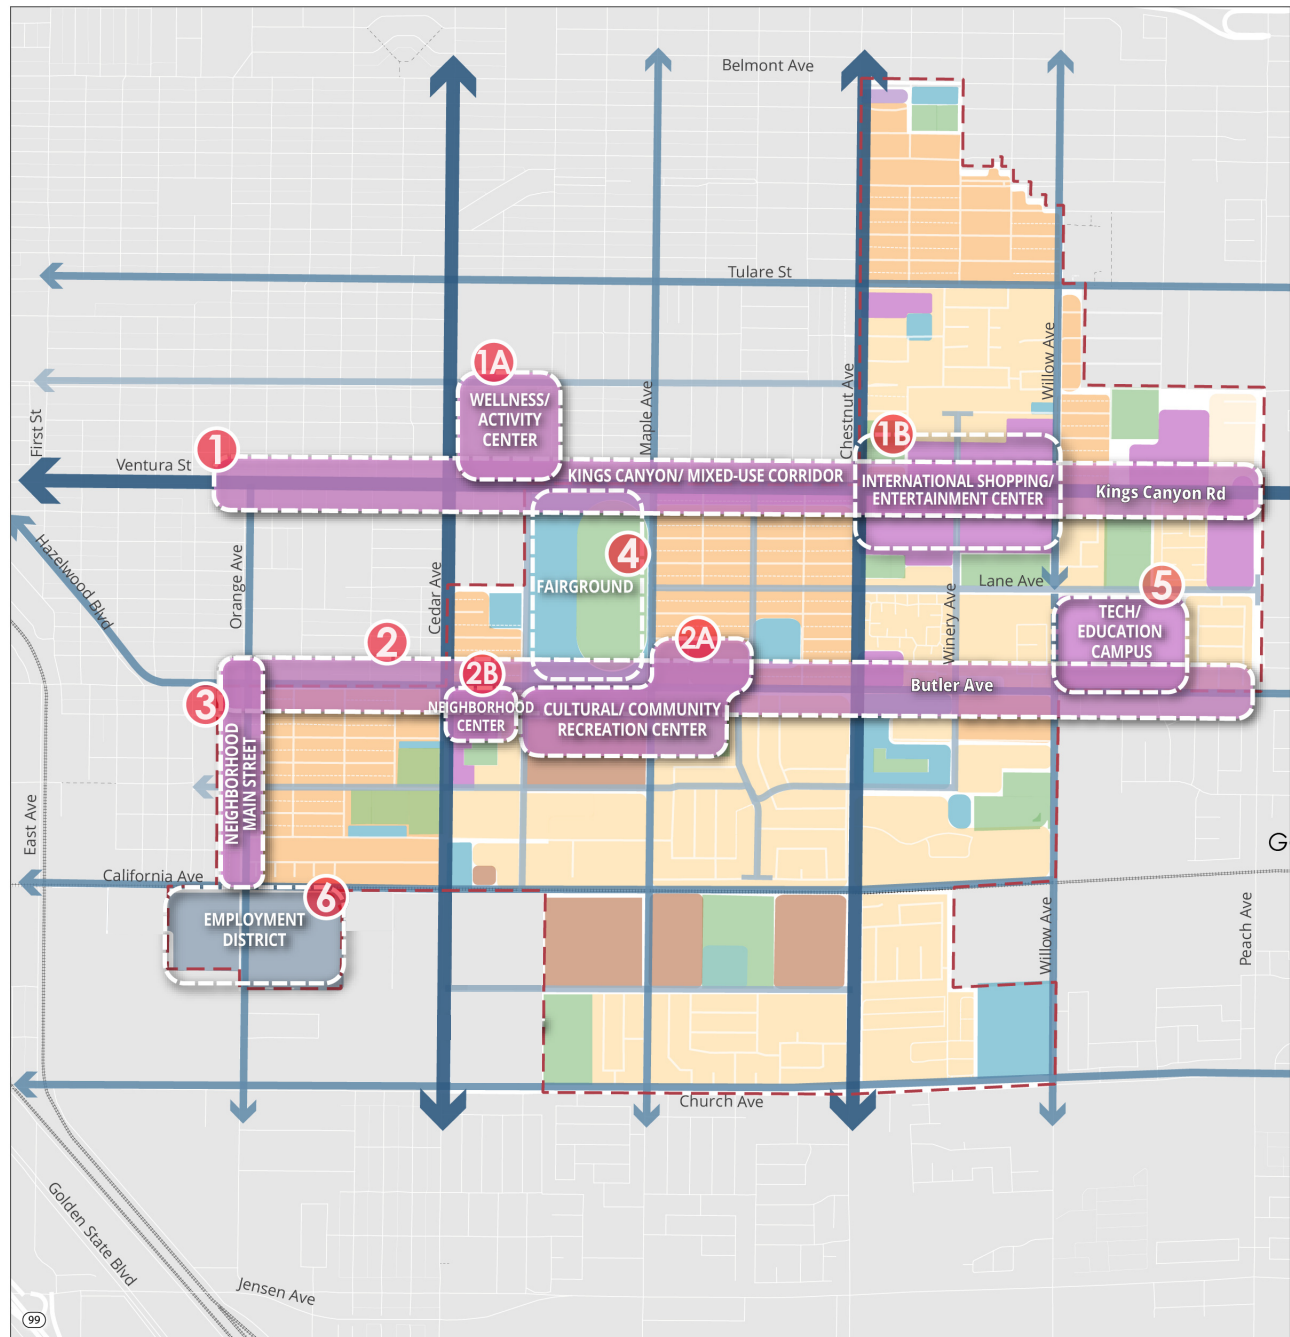 Belmont Ave
Tulare St
1A
WELLNESS/
ACTIVITY
CENTER
First St
Maple Ave
Chestnut Ave
Willow Ave
1
Ventura St
1B
KINGS CANYON/ MIXED-USE CORRIDOR
INTERNATIONAL SHOPPING/
ENTERTAINMENT CENTER
Kings Canyon Rd
Hazelwood Blvd
Orange Ave
Cedar Ave
4
FAIRGROUND
Lane Ave
Winery Ave
5
TECH/
EDUCATION
CAMPUS
2
2A
2B
Butler Ave
3
NEIGHBORHOOD
CENTER
CULTURAL/ COMMUNITY
RECREATION CENTER
NEIGHBORHOOD
MAIN STREET
East Ave
G
California Ave
6
EMPLOYMENT
DISTRICT
Willow Ave
Peach Ave
Church Ave
Golden State Blvd
Jensen Ave
99